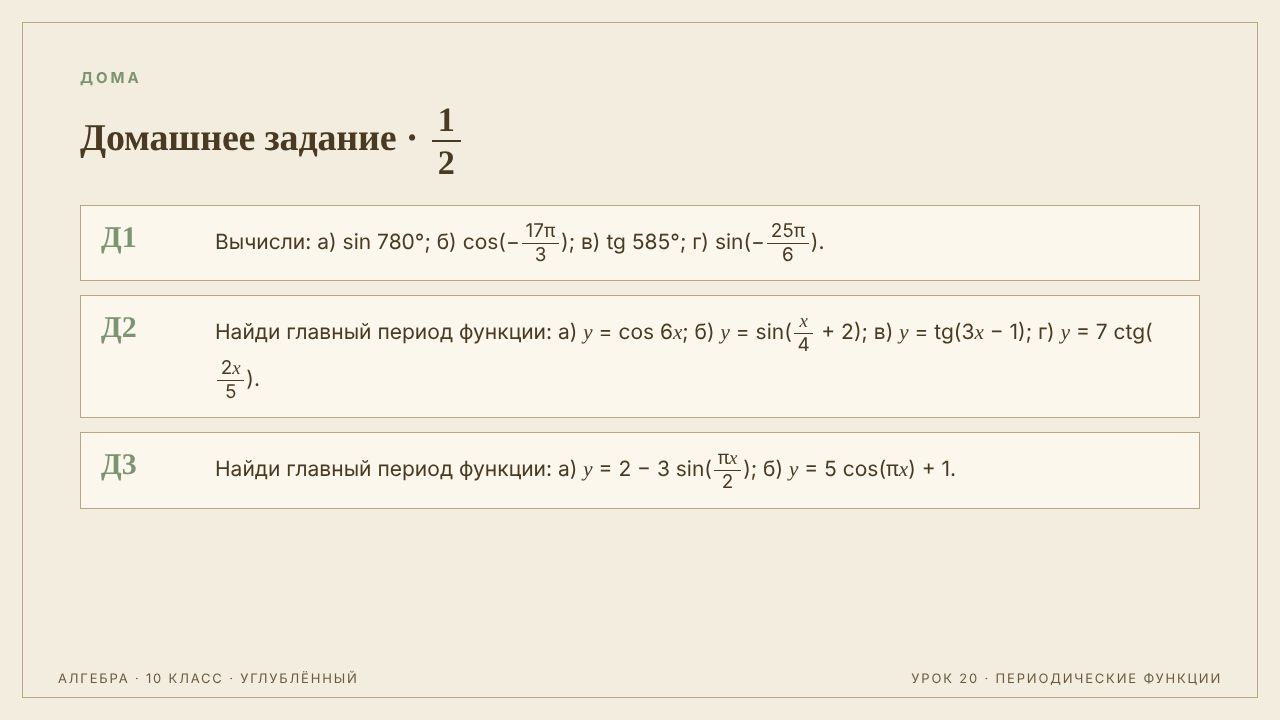 ДОМА
Домашнее задание · 1/2
Д1
Вычисли: а) sin 780°; б) cos(−17π/3); в) tg 585°; г) sin(−25π/6).
Д2
Найди главный период функции: а) y = cos 6x; б) y = sin(x/4 + 2); в) y = tg(3x − 1); г) y = 7 ctg(
2x/5).
Д3
Найди главный период функции: а) y = 2 − 3 sin(πx/2); б) y = 5 cos(πx) + 1.
АЛГЕБРА · 10 КЛАСС · УГЛУБЛЁННЫЙ
УРОК 20 · ПЕРИОДИЧЕСКИЕ ФУНКЦИИ